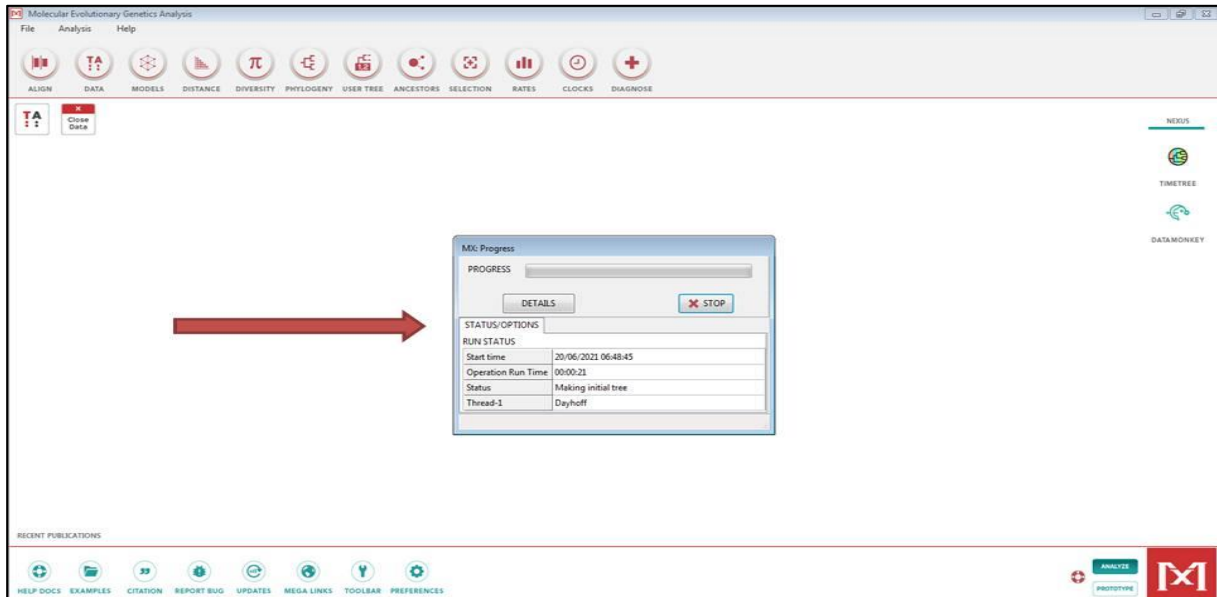 Molecular Evolutionary Genetics Analysis
File Analysis Help
TA
π
ALIGN DATA MODELS DISTANCE DIVERSITY PHYLOGENY USER TREE ANCESTORS SELECTION RATES CLOCKS DIAGNOSE
TA
Close
Data
NEXUS
TIMETREE
DATAMONKEY
MX: Progress
PROGRESS
DETAILS STOP
STATUS/OPTIONS
RUN STATUS
Start time 20/06/2021 06:48:45
Operation Run Time 00:00:21
Status Making initial tree
Thread-1 Dayhoff
RECENT PUBLICATIONS
HELP DOCS EXAMPLES CITATION REPORT BUG UPDATES MEGA LINKS TOOLBAR PREFERENCES
ANALYZE
PROTOTYPE